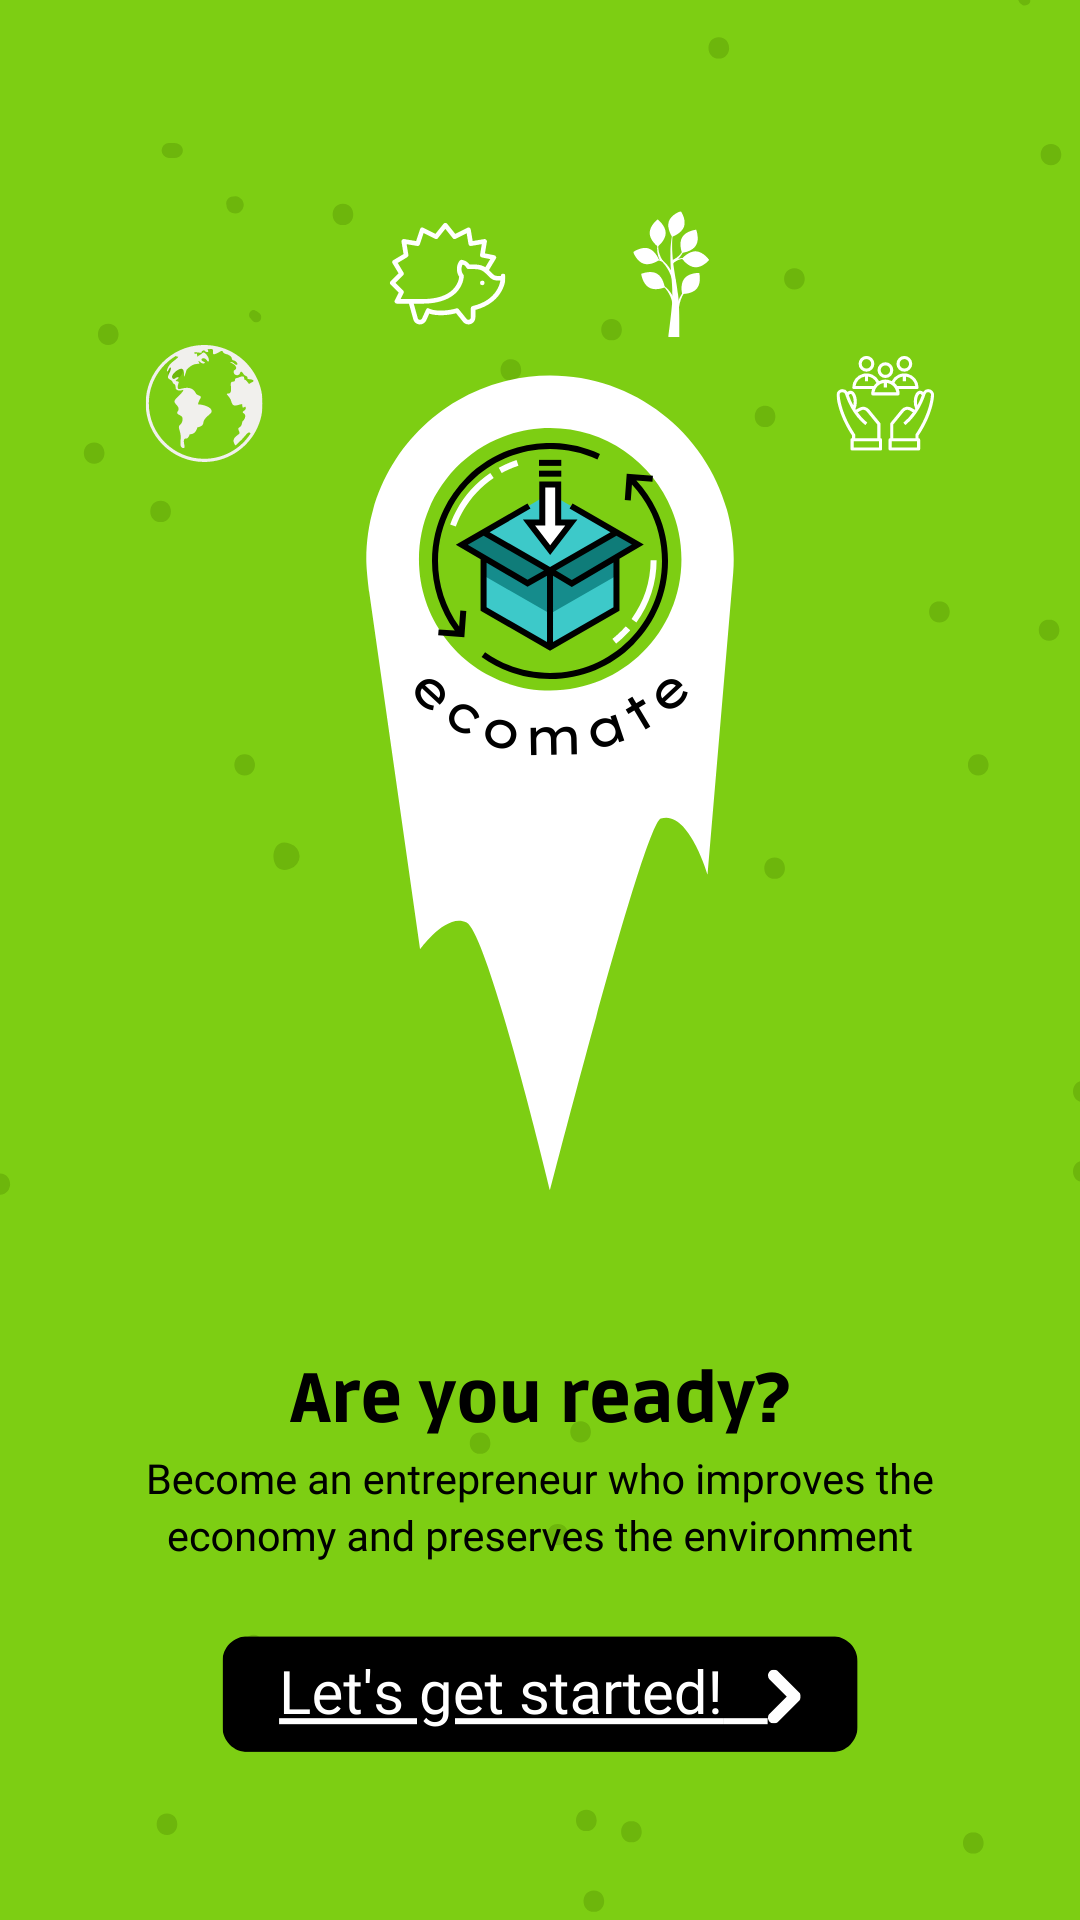 ecomate
Are you ready?
Become an entrepreneur who improves the
economy and preserves the environment
Let's get started!